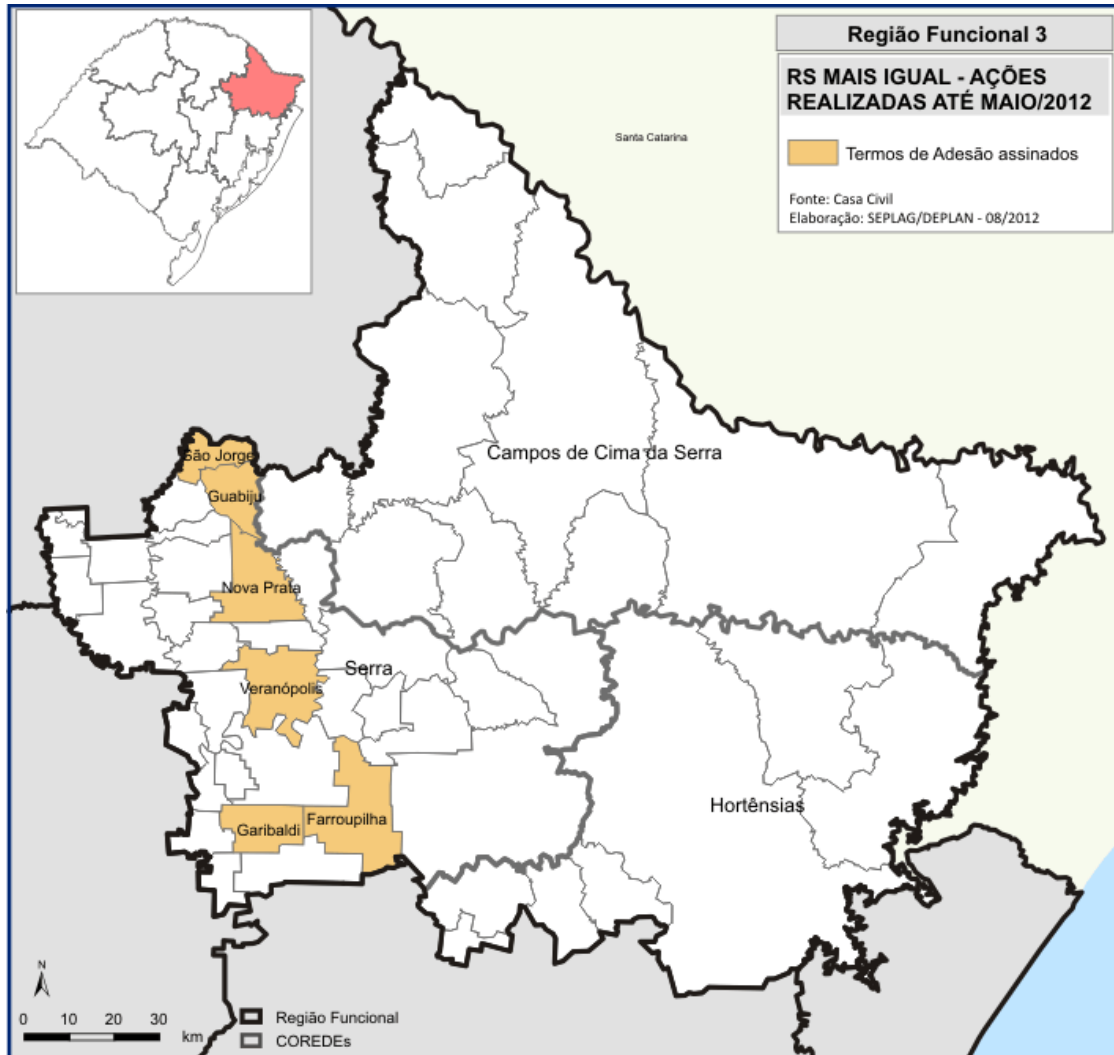 Região Funcional 3
RS MAIS IGUAL - AÇÕES
REALIZADAS ATÉ MAIO/2012
Termos de Adesão assinados
Fonte: Casa Civil
Elaboração: SEPLAG/DEPLAN - 08/2012
Santa Catarina
Campos de Cima da Serra
São Jorge
Guabiju
Nova Prata
Serra
Veranópolis
Hortênsias
Garibaldi
Farroupilha
N
0 10 20 30
km
Região Funcional
COREDEs